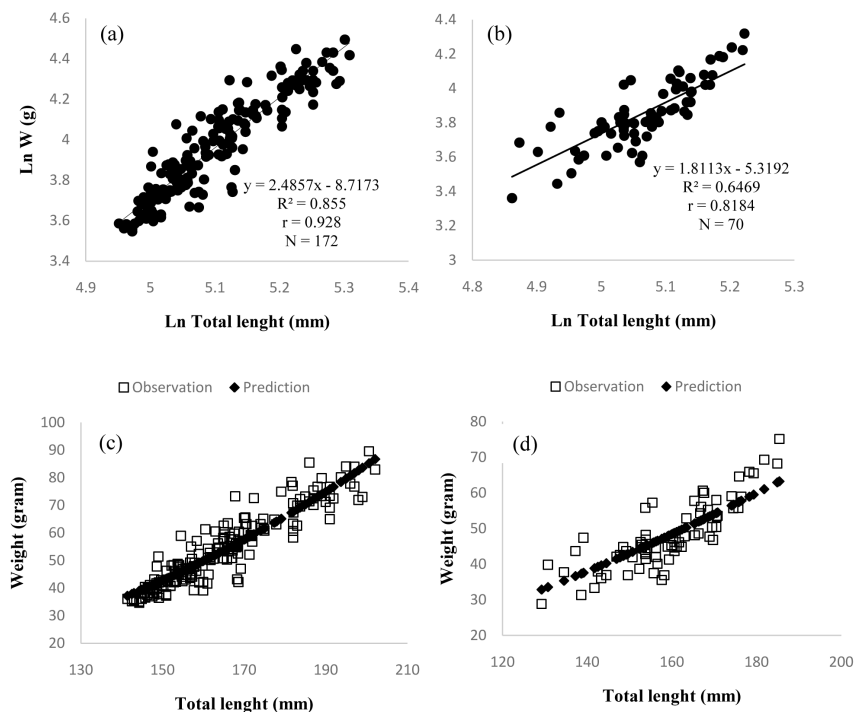 (a)
4.6
4.4
4.2
4
3.8
3.6
3.4
Ln W (g)
y = 2.4857x - 8.7173
R² = 0.855
r = 0.928
N = 172
4.9 5 5.1 5.2 5.3 5.4
Ln Total lenght (mm)
(b)
4.4
4.2
4
3.8
3.6
3.4
3.2
3
y = 1.8113x - 5.3192
R² = 0.6469
r = 0.8184
N = 70
4.8 4.9 5 5.1 5.2 5.3
Ln Total lenght (mm)
Observation Prediction
(c)
100
90
80
70
60
50
40
30
20
Weight (gram)
130 150 170 190 210
Total lenght (mm)
Observation Prediction
(d)
80
70
60
50
40
30
20
Weight (gram)
120 140 160 180 200
Total lenght (mm)